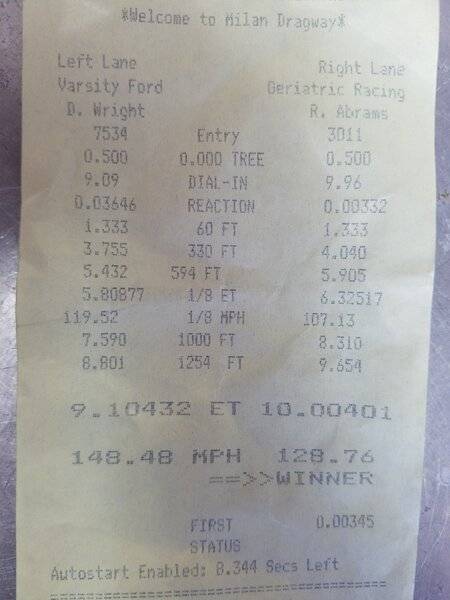 *Welcome to Milan Dragway*
Left Lane Right Lane
Varsity Ford Geriatric Racing
D. Wright R. Abrams
7534 Entry 3011
0.500 0.000 TREE 0.500
9.09 DIAL-IN 9.96
0.03646 REACTION 0.00332
1.333 60 FT 1.333
3.755 330 FT 4.040
5.432 594 FT 5.905
5.80877 1/8 ET 6.32517
119.52 1/8 MPH 107.13
7.590 1000 FT 8.310
8.801 1254 FT 9.654
9.10432 ET 10.00401
148.48 MPH 128.76
==>>WINNER
FIRST 0.00345
STATUS
Autostart Enabled: 8.344 Secs Left